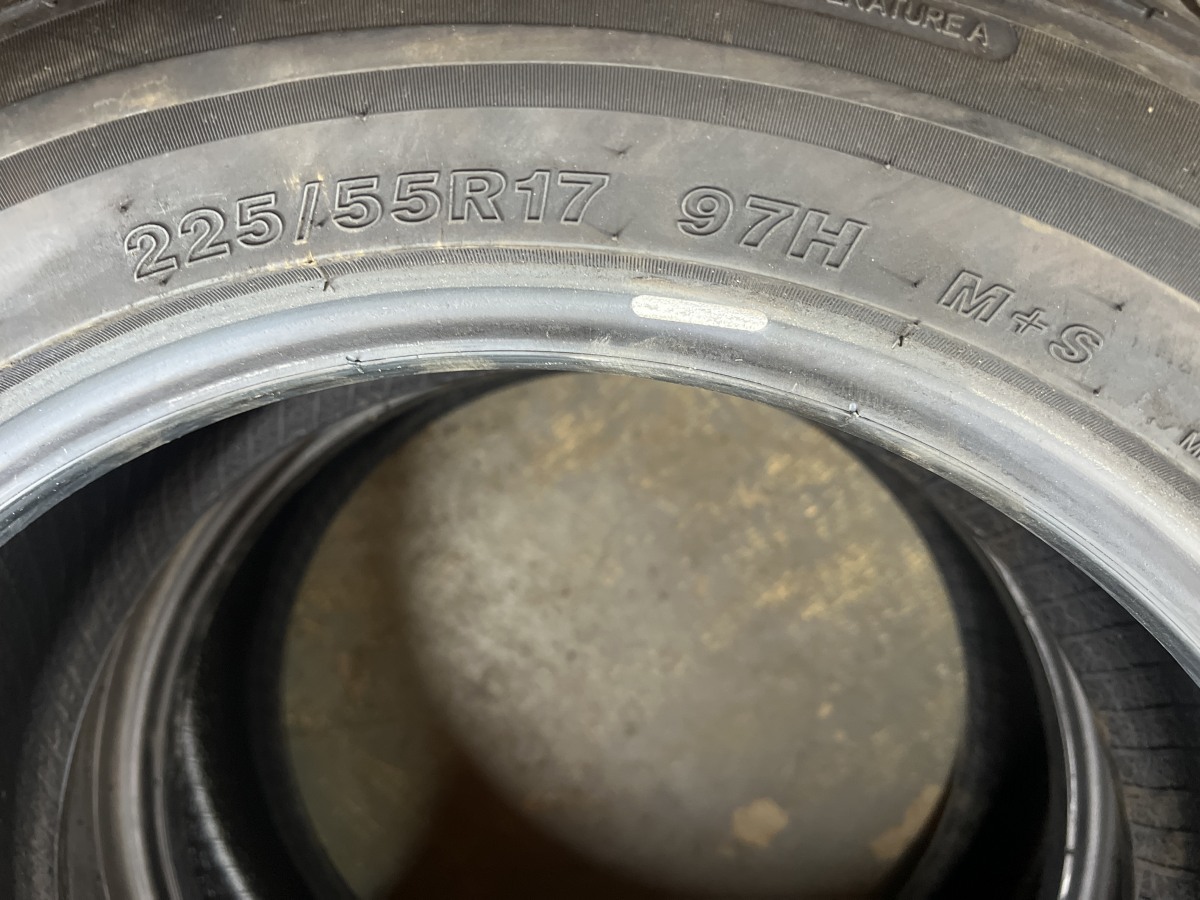 TEMPERATURE A
225/55R17 97H M+S